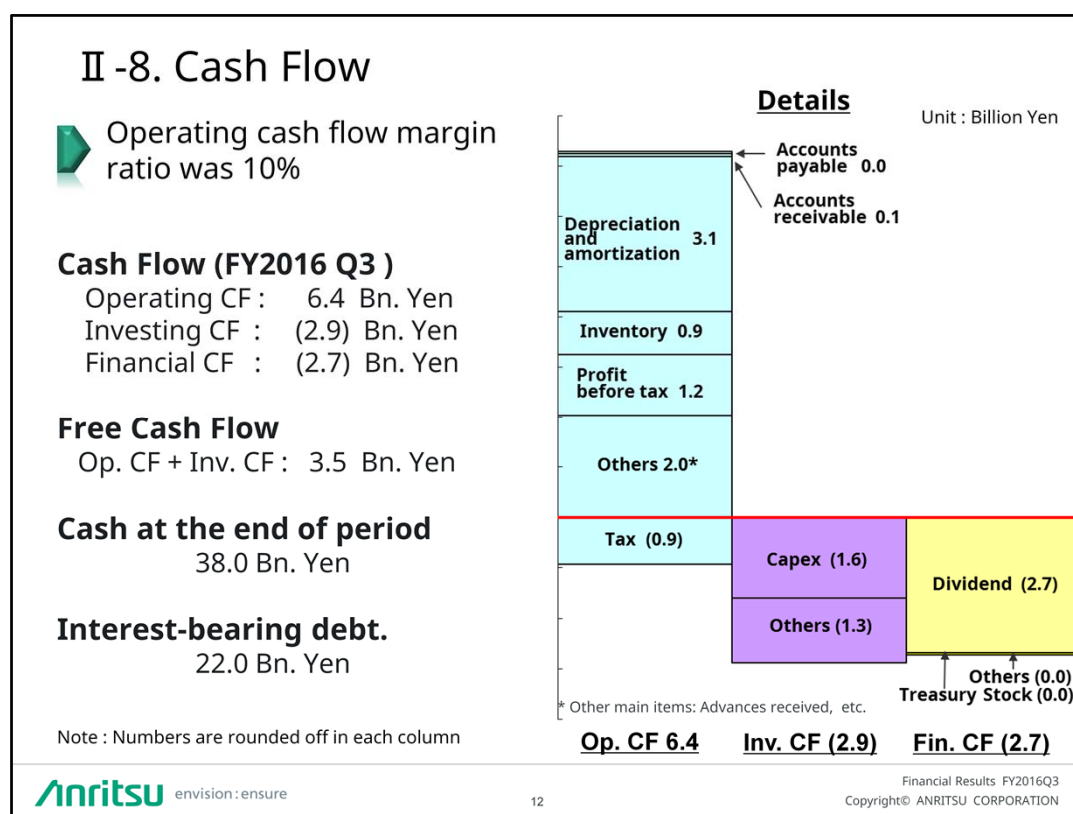 Ⅱ-8. Cash Flow
Operating cash flow margin
ratio was 10%
Cash Flow (FY2016 Q3 )
Operating CF : 6.4 Bn. Yen
Investing CF : (2.9) Bn. Yen
Financial CF : (2.7) Bn. Yen
Free Cash Flow
Op. CF + Inv. CF : 3.5 Bn. Yen
Cash at the end of period
38.0 Bn. Yen
Interest-bearing debt.
22.0 Bn. Yen
Note : Numbers are rounded off in each column
Details
Unit : Billion Yen
Accounts
payable 0.0
Accounts
receivable 0.1
Depreciation
and 3.1
amortization
Inventory 0.9
Profit
before tax 1.2
Others 2.0*
Tax (0.9)
Capex (1.6)
Others (1.3)
Dividend (2.7)
Others (0.0)
Treasury Stock (0.0)
* Other main items: Advances received, etc.
Op. CF 6.4 Inv. CF (2.9) Fin. CF (2.7)
Anritsu envision : ensure
12
Financial Results FY2016Q3
Copyright© ANRITSU CORPORATION